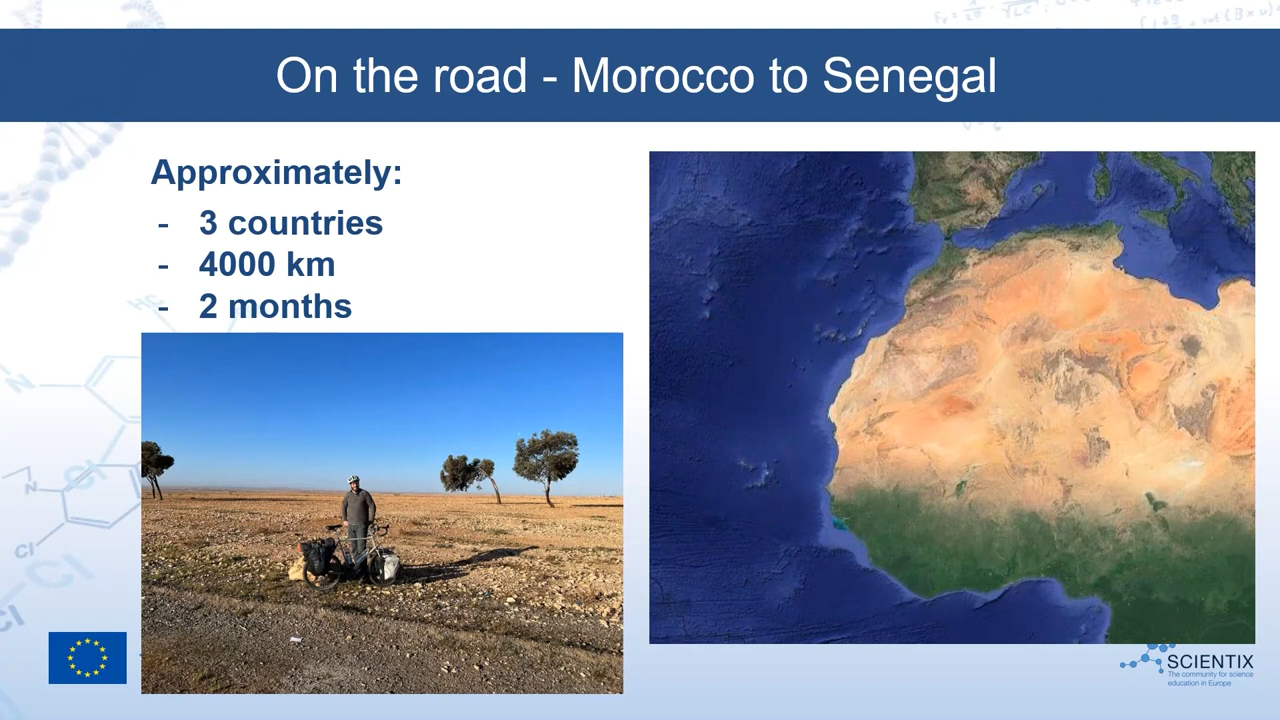 On the road - Morocco to Senegal
Approximately:
- 3 countries
- 4000 km
- 2 months
SCIENTIX
The community for science
education in Europe